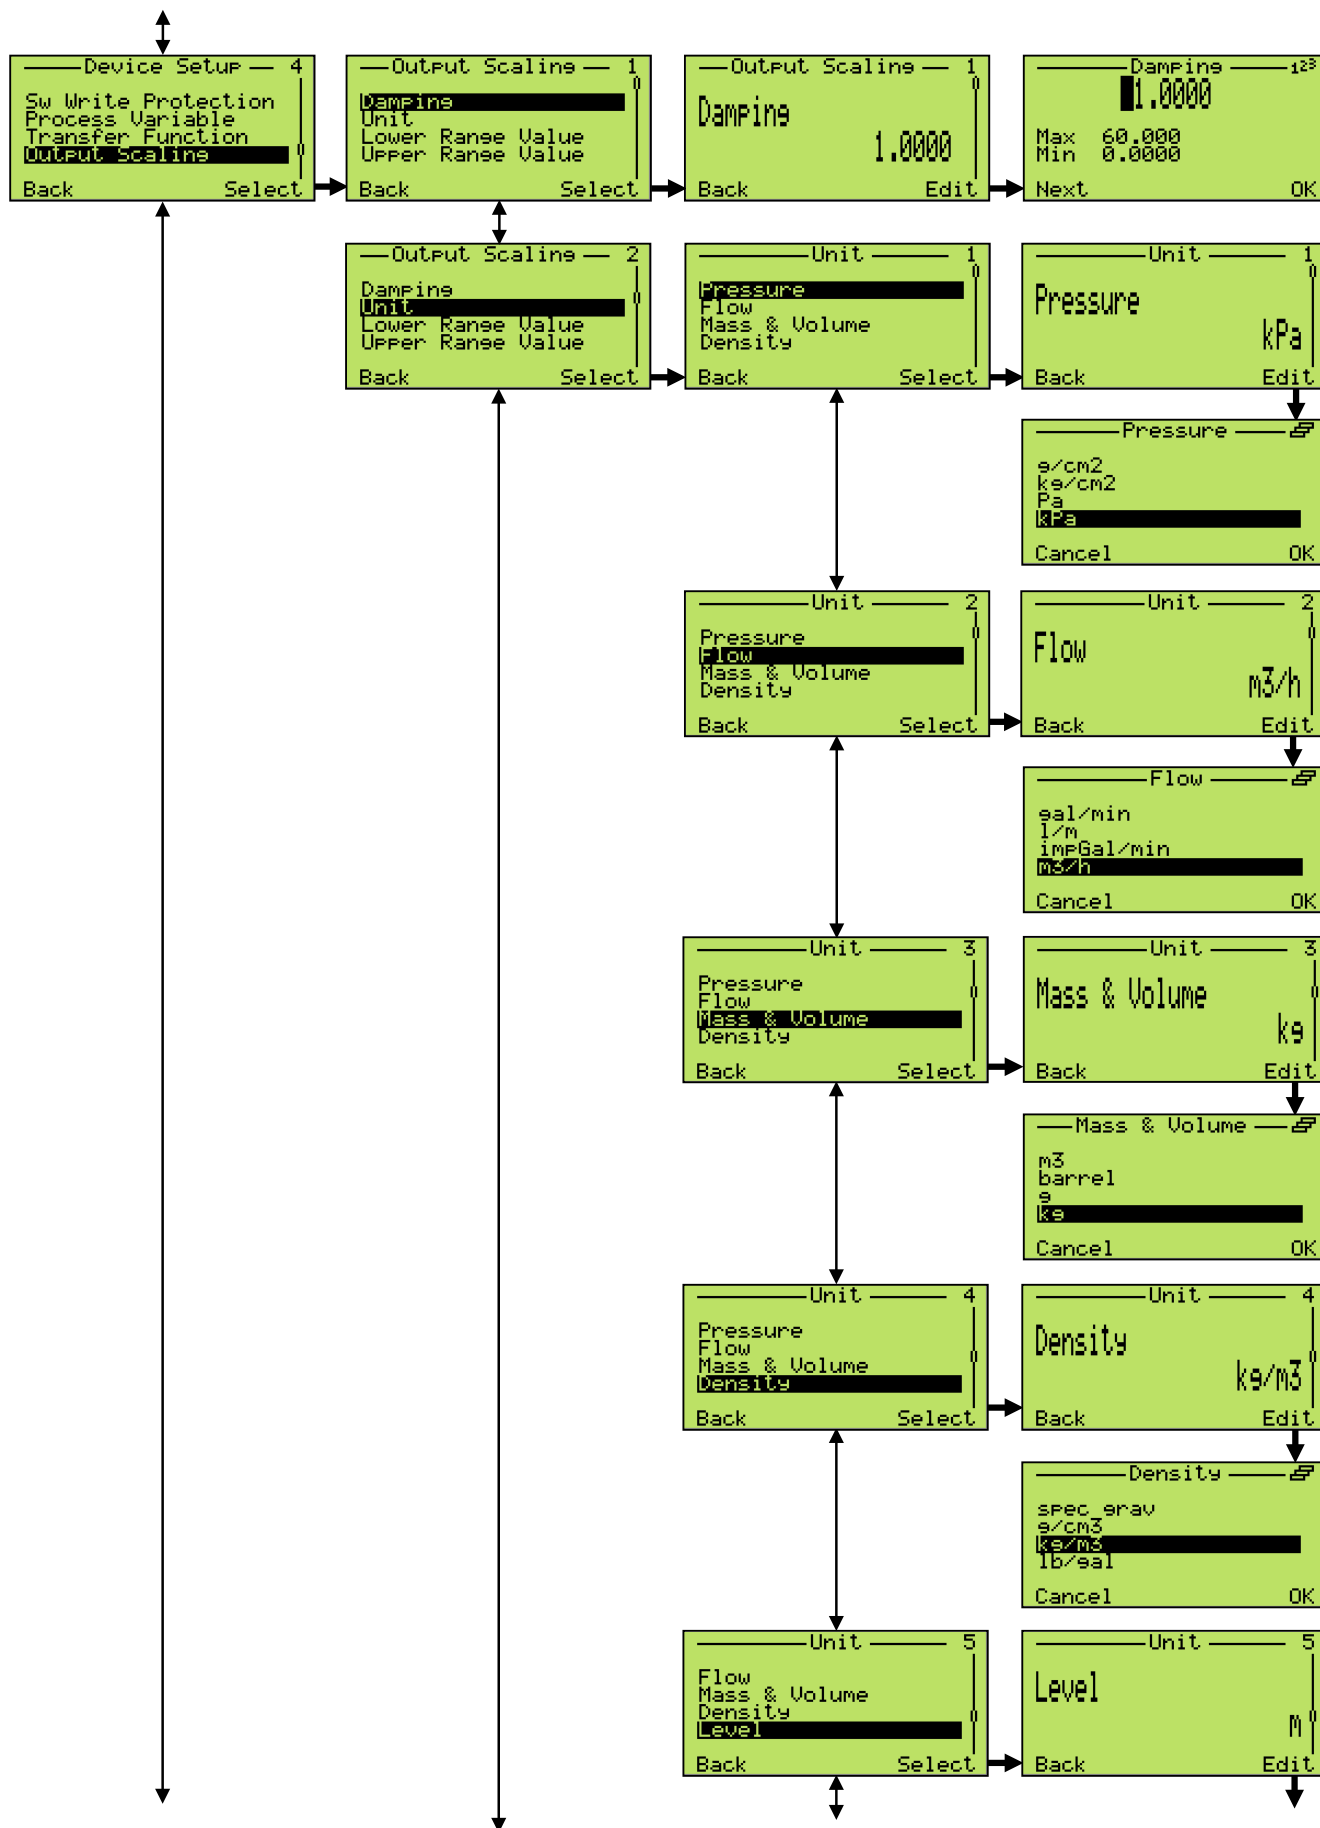 Device Setup 4
Sw Write Protection
Process Variable
Transfer Function
Output Scaling
Back Select
Output Scaling 1
Damping
Unit
Lower Range Value
Upper Range Value
Back Select
Output Scaling 1
Damping
1.0000
Back Edit
Damping 123
1.0000
Max 60.000
Min 0.0000
Next OK
Output Scaling 2
Damping
Unit
Lower Range Value
Upper Range Value
Back Select
Unit 1
Pressure
Flow
Mass & Volume
Density
Back Select
Unit 1
Pressure
kPa
Back Edit
Pressure
g/cm2
kg/cm2
Pa
kPa
Cancel OK
Unit 2
Pressure
Flow
Mass & Volume
Density
Back Select
Unit 2
Flow
m3/h
Back Edit
Flow
gal/min
l/m
impGal/min
m3/h
Cancel OK
Unit 3
Pressure
Flow
Mass & Volume
Density
Back Select
Unit 3
Mass & Volume
kg
Back Edit
Mass & Volume
m3
barrel
g
kg
Cancel OK
Unit 4
Pressure
Flow
Mass & Volume
Density
Back Select
Unit 4
Density
kg/m3
Back Edit
Density
spec grav
g/cm3
kg/m3
lb/gal
Cancel OK
Unit 5
Flow
Mass & Volume
Density
Level
Back Select
Unit 5
Level
m
Back Edit